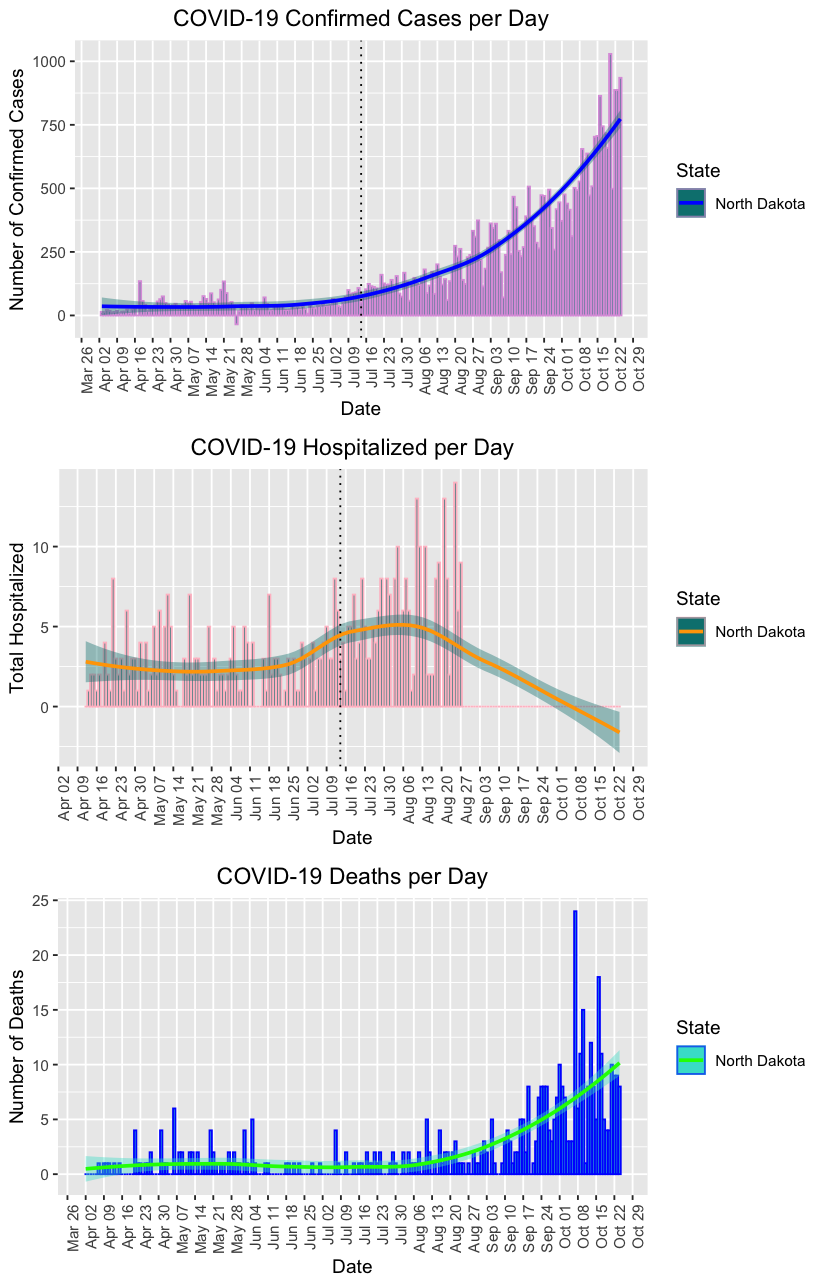 COVID-19 Confirmed Cases per Day
Number of Confirmed Cases
1000
750
500
250
0
Mar 26
Apr 02
Apr 09
Apr 16
Apr 23
Apr 30
May 07
May 14
May 21
May 28
Jun 04
Jun 11
Jun 18
Jun 25
Jul 02
Jul 09
Jul 16
Jul 23
Jul 30
Aug 06
Aug 13
Aug 20
Aug 27
Sep 03
Sep 10
Sep 17
Sep 24
Oct 01
Oct 08
Oct 15
Oct 22
Oct 29
Date
State
North Dakota
COVID-19 Hospitalized per Day
Total Hospitalized
10
5
0
Apr 02
Apr 09
Apr 16
Apr 23
Apr 30
May 07
May 14
May 21
May 28
Jun 04
Jun 11
Jun 18
Jun 25
Jul 02
Jul 09
Jul 16
Jul 23
Jul 30
Aug 06
Aug 13
Aug 20
Aug 27
Sep 03
Sep 10
Sep 17
Sep 24
Oct 01
Oct 08
Oct 15
Oct 22
Oct 29
Date
State
North Dakota
COVID-19 Deaths per Day
Number of Deaths
25
20
15
10
5
0
Mar 26
Apr 02
Apr 09
Apr 16
Apr 23
Apr 30
May 07
May 14
May 21
May 28
Jun 04
Jun 11
Jun 18
Jun 25
Jul 02
Jul 09
Jul 16
Jul 23
Jul 30
Aug 06
Aug 13
Aug 20
Aug 27
Sep 03
Sep 10
Sep 17
Sep 24
Oct 01
Oct 08
Oct 15
Oct 22
Oct 29
Date
State
North Dakota